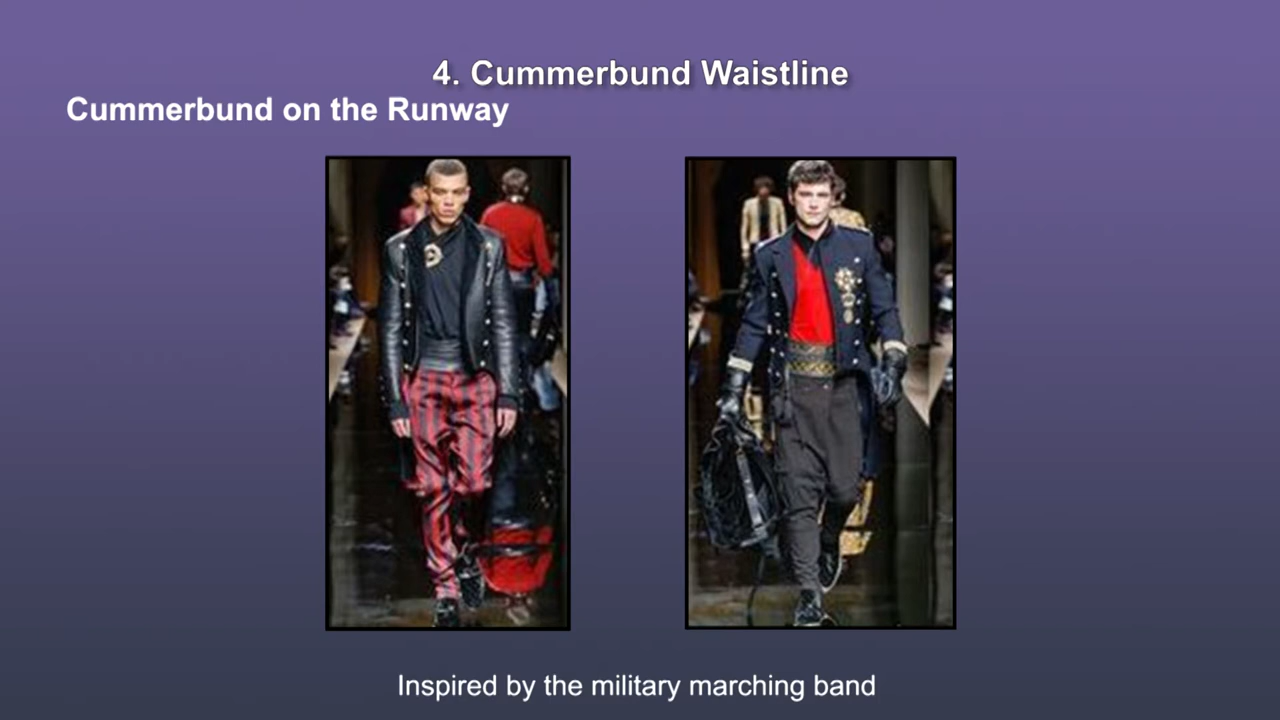 4. Cummerbund Waistline
Cummerbund on the Runway
Inspired by the military marching band